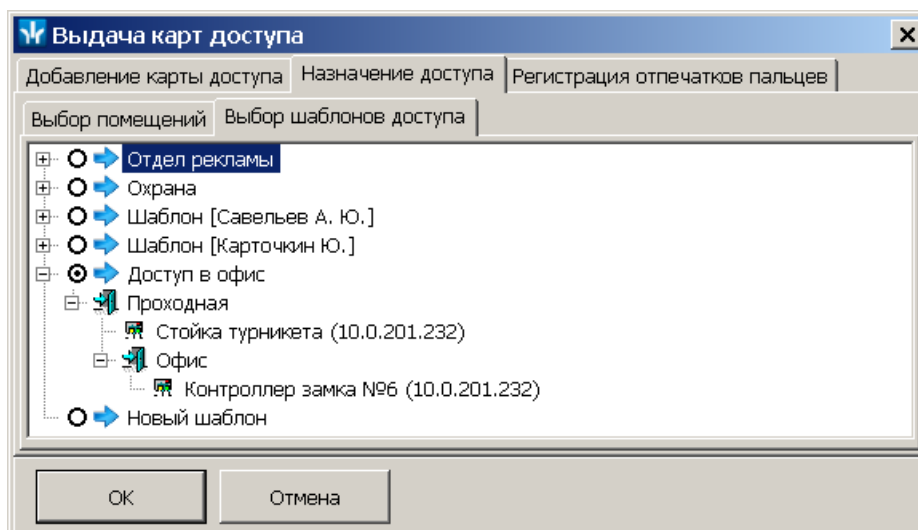 Выдача карт доступа
Добавление карты доступа Назначение доступа Регистрация отпечатков пальцев
Выбор помещений Выбор шаблонов доступа
Отдел рекламы
Охрана
Шаблон [Савельев А. Ю.]
Шаблон [Карточкин Ю.]
Доступ в офис
Проходная
Стойка турникета (10.0.201.232)
Офис
Контроллер замка №6 (10.0.201.232)
Новый шаблон
ОК Отмена